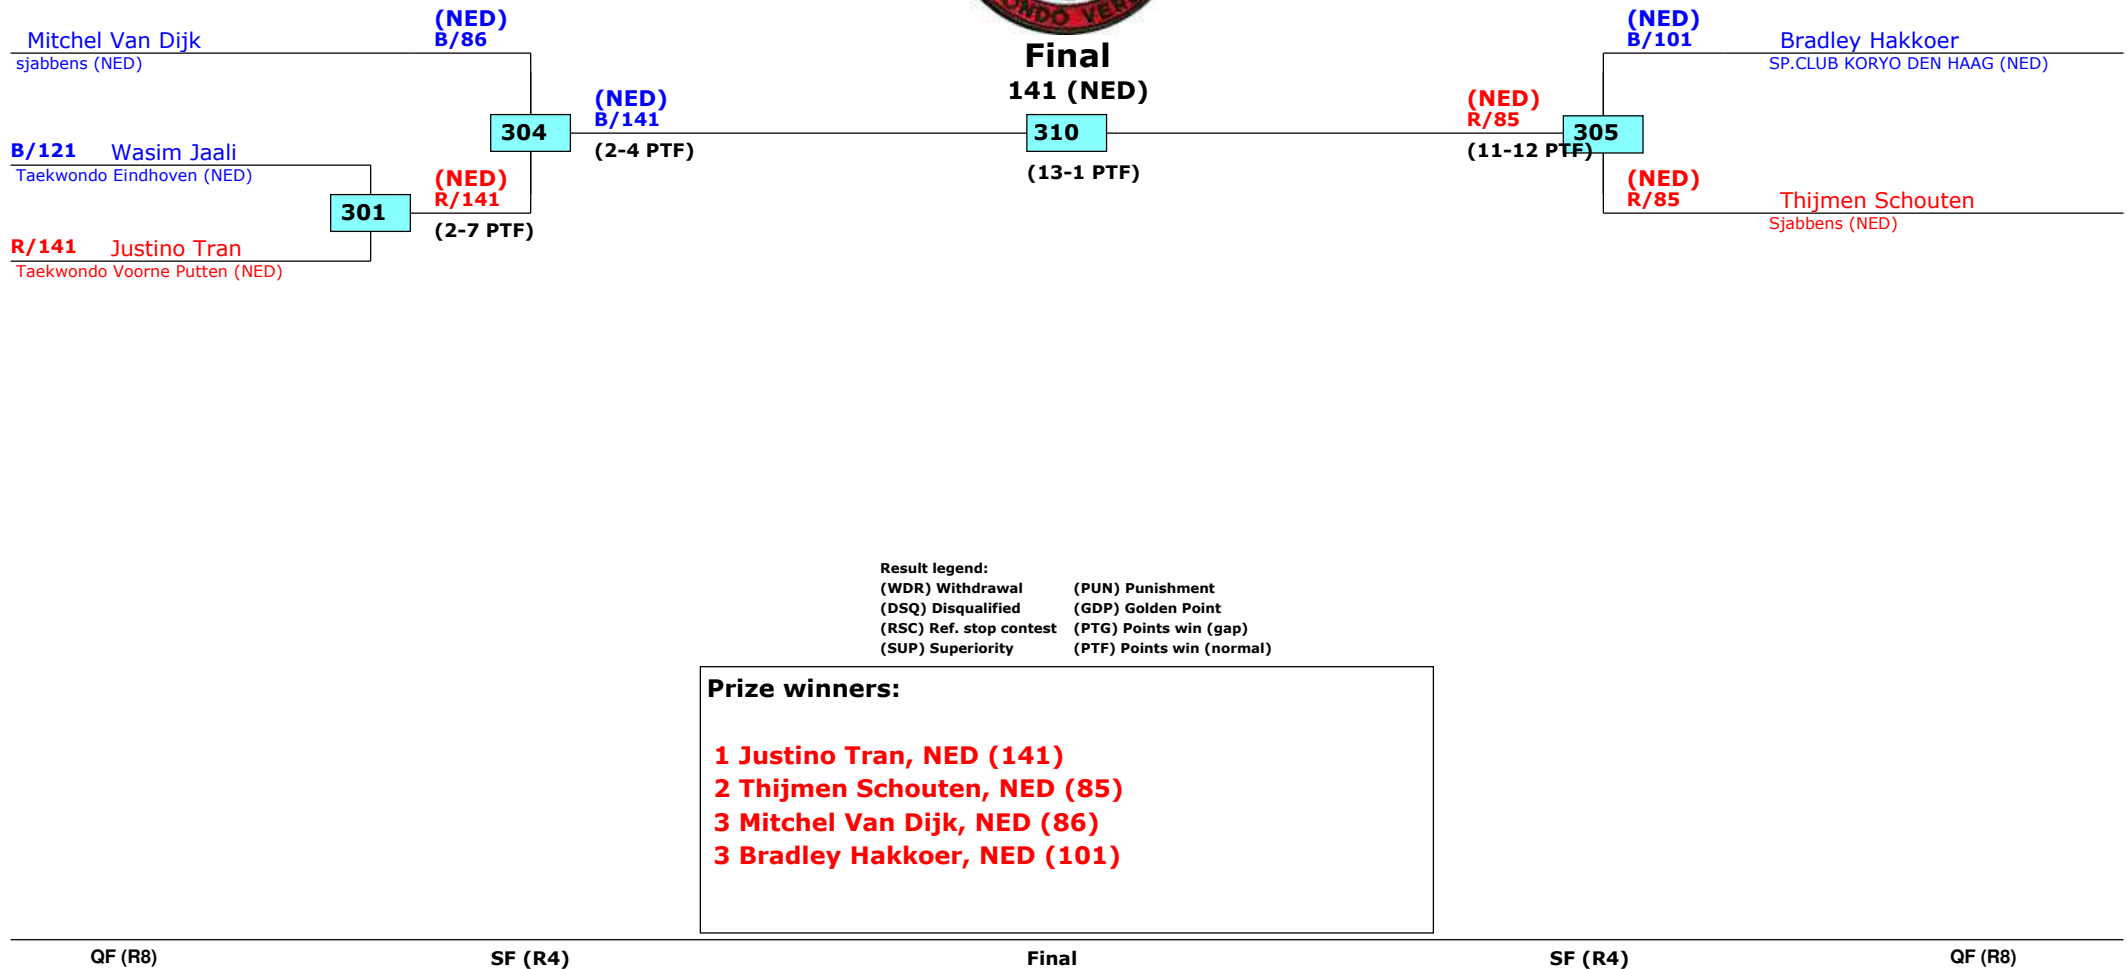 (NED)
B/86
Mitchel Van Dijk
sjabbens (NED)
B/121 Wasim Jaali
Taekwondo Eindhoven (NED)
R/141 Justino Tran
Taekwondo Voorne Putten (NED)
301
(NED)
R/141
(2-7 PTF)
304
(NED)
B/141
(2-4 PTF)
Final
141 (NED)
310
(13-1 PTF)
(NED)
R/85
(11-12 PTF)
305
(NED)
B/101
Bradley Hakkoer
SP.CLUB KORYO DEN HAAG (NED)
(NED)
R/85
Thijmen Schouten
Sjabbens (NED)
Result legend:
(WDR) Withdrawal (PUN) Punishment
(DSQ) Disqualified (GDP) Golden Point
(RSC) Ref. stop contest (PTG) Points win (gap)
(SUP) Superiority (PTF) Points win (normal)
Prize winners:
1 Justino Tran, NED (141)
2 Thijmen Schouten, NED (85)
3 Mitchel Van Dijk, NED (86)
3 Bradley Hakkoer, NED (101)
QF (R8) SF (R4) Final SF (R4) QF (R8)